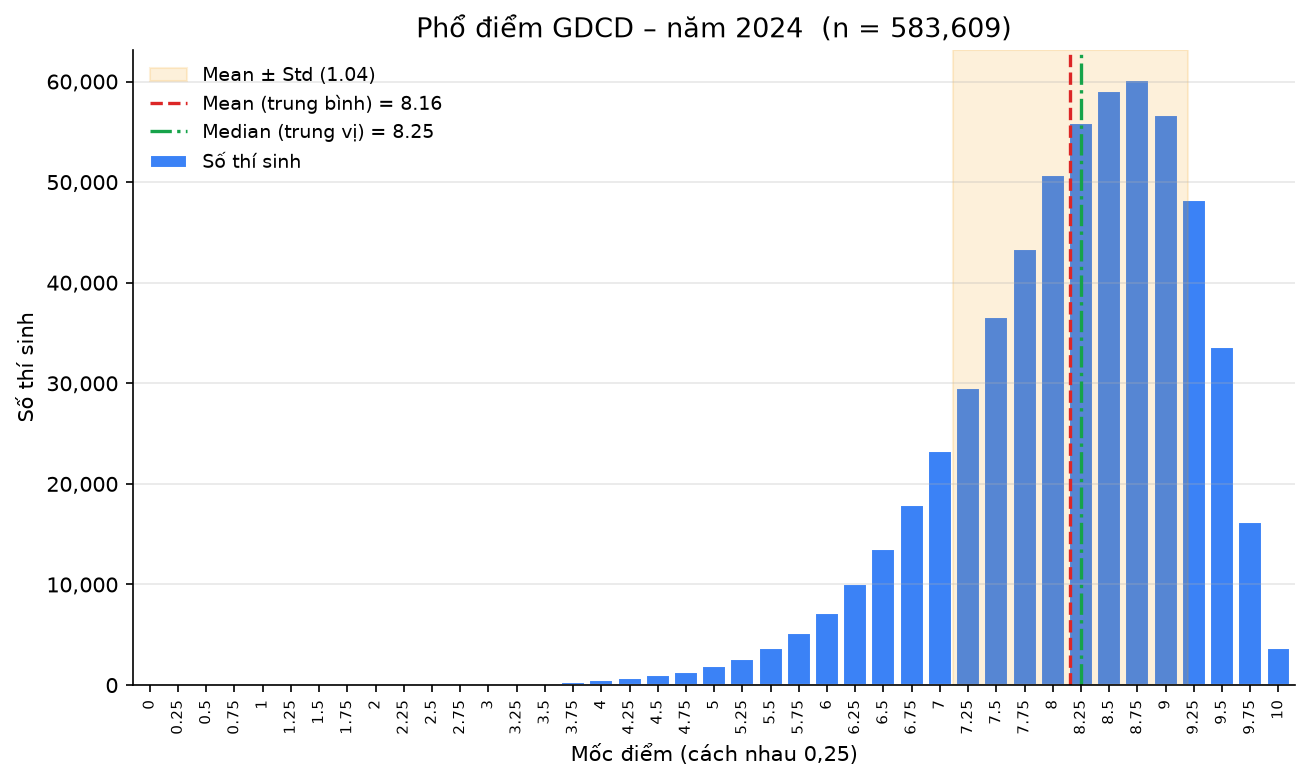 Phổ điểm GDCD – năm 2024 (n = 583,609)
Mean ± Std (1.04)
Mean (trung bình) = 8.16
Median (trung vị) = 8.25
Số thí sinh
60,000
50,000
40,000
30,000
20,000
10,000
0
Số thí sinh
0 0.25 0.5 0.75 1 1.25 1.5 1.75 2 2.25 2.5 2.75 3 3.25 3.5 3.75 4 4.25 4.5 4.75 5 5.25 5.5 5.75 6 6.25 6.5 6.75 7 7.25 7.5 7.75 8 8.25 8.5 8.75 9 9.25 9.5 9.75 10
Mốc điểm (cách nhau 0,25)